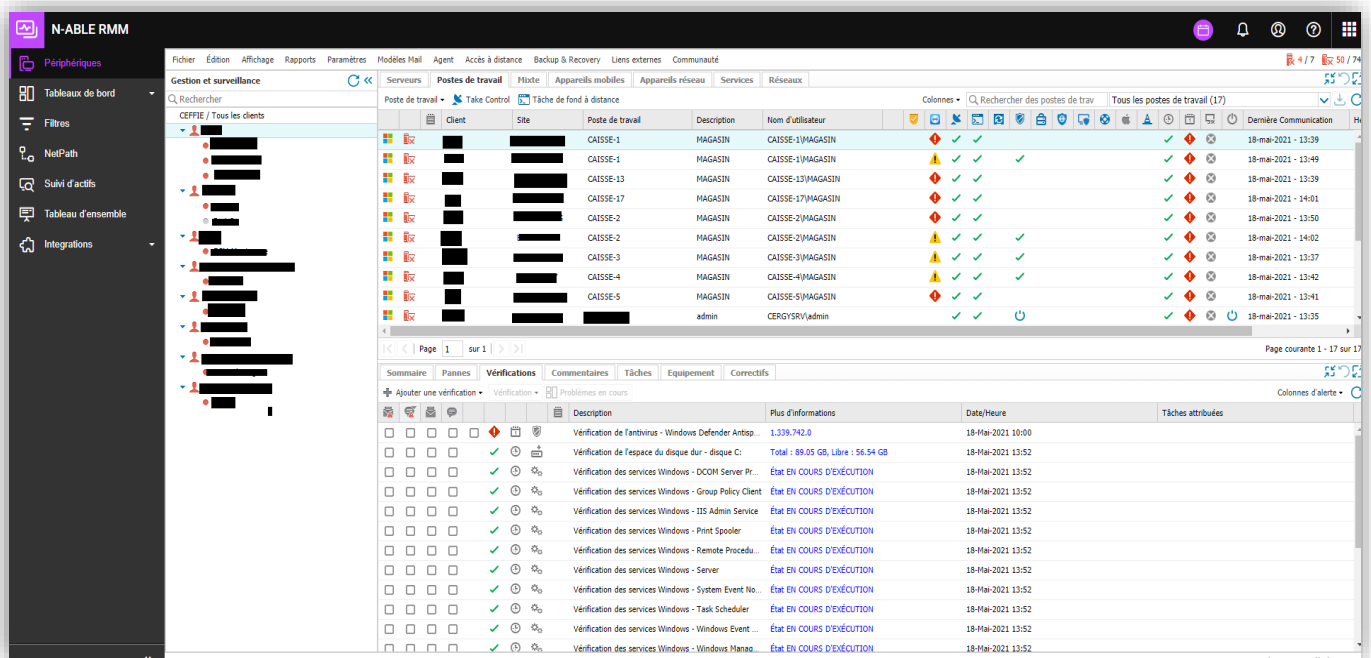 N-ABLE RMM
Périphériques
Tableaux de bord
Filtres
NetPath
Suivi d'actifs
Tableau d'ensemble
Integrations
Fichier Édition Affichage Rapports Paramètres Modèles Mail Agent Accès à distance Backup & Recovery Liens externes Communauté 4 / 7 50 / 74
Gestion et surveillance
Rechercher
CEFFIE / Tous les clients
Serveurs Postes de travail Mixte Appareils mobiles Appareils réseau Services Réseaux
Poste de travail Take Control Tâche de fond à distance Colonnes Rechercher des postes de trav Tous les postes de travail (17)
Client Site Poste de travail Description Nom d'utilisateur Dernière Communication
CAISSE-1 MAGASIN CAISSE-1\MAGASIN 18-mai-2021 - 13:39
CAISSE-1 MAGASIN CAISSE-1\MAGASIN 18-mai-2021 - 13:49
CAISSE-13 MAGASIN CAISSE-13\MAGASIN 18-mai-2021 - 13:39
CAISSE-17 MAGASIN CAISSE-17\MAGASIN 18-mai-2021 - 14:01
CAISSE-2 MAGASIN CAISSE-2\MAGASIN 18-mai-2021 - 13:50
CAISSE-2 MAGASIN CAISSE-2\MAGASIN 18-mai-2021 - 14:02
CAISSE-3 MAGASIN CAISSE-3\MAGASIN 18-mai-2021 - 13:37
CAISSE-4 MAGASIN CAISSE-4\MAGASIN 18-mai-2021 - 13:42
CAISSE-5 MAGASIN CAISSE-5\MAGASIN 18-mai-2021 - 13:41
admin CERGYSRV\admin 18-mai-2021 - 13:35
Page 1 sur 1 Page courante 1 - 17 sur 17
Sommaire Pannes Vérifications Commentaires Tâches Equipement Correctifs
Ajouter une vérification Vérification Problèmes en cours Colonnes d'alerte
Description Plus d'informations Date/Heure Tâches attribuées
Vérification de l'antivirus - Windows Defender Antisp... 1.339.742.0 18-Mai-2021 10:00
Vérification de l'espace du disque dur - disque C: Total : 89.05 GB, Libre : 56.54 GB 18-Mai-2021 13:52
Vérification des services Windows - DCOM Server Pr... État EN COURS D'EXÉCUTION 18-Mai-2021 13:52
Vérification des services Windows - Group Policy Client État EN COURS D'EXÉCUTION 18-Mai-2021 13:52
Vérification des services Windows - IIS Admin Service État EN COURS D'EXÉCUTION 18-Mai-2021 13:52
Vérification des services Windows - Print Spooler État EN COURS D'EXÉCUTION 18-Mai-2021 13:52
Vérification des services Windows - Remote Procedu... État EN COURS D'EXÉCUTION 18-Mai-2021 13:52
Vérification des services Windows - Server État EN COURS D'EXÉCUTION 18-Mai-2021 13:52
Vérification des services Windows - System Event No... État EN COURS D'EXÉCUTION 18-Mai-2021 13:52
Vérification des services Windows - Task Scheduler État EN COURS D'EXÉCUTION 18-Mai-2021 13:52
Vérification des services Windows - Windows Event ... État EN COURS D'EXÉCUTION 18-Mai-2021 13:52
Vérification des services Windows - Windows Manag... État EN COURS D'EXÉCUTION 18-Mai-2021 13:52